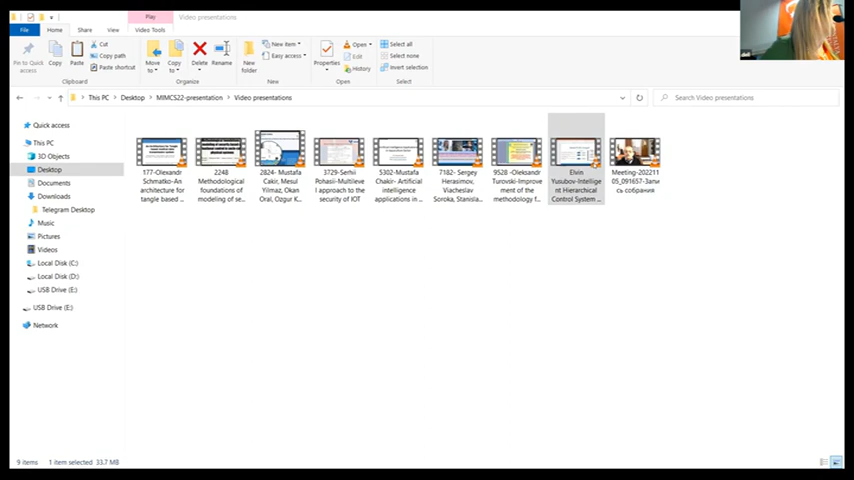 Play
Video presentations
File
Home
Share
View
Video Tools
Pin to Quick
access
Copy
Paste
Cut
Copy path
Paste shortcut
Clipboard
Move
to
Copy
to
Delete
Rename
Organize
New
folder
New item
Easy access
New
Properties
Open
Edit
History
Open
Select all
Select none
Invert selection
Select
This PC
Desktop
MIMCS22-presentation
Video presentations
Search Video presentations
Quick access
This PC
3D Objects
Desktop
Documents
Downloads
Telegram Desktop
Music
Pictures
Videos
Local Disk (C:)
Local Disk (D:)
USB Drive (E:)
USB Drive (E:)
Network
177-Oleksandr
Schmatko-An
architecture for
tangle based ...
2248
Methodological
foundations of
modeling of se...
2824- Mustafa
Cakir, Mesul
Yilmaz, Okan
Oral, Ozgur K...
3729-Serhii
Pohasii-Multileve
l approach to the
security of IOT
5302-Mustafa
Chakir- Artificial
intelligence
applications in ...
7182- Sergey
Herasimov,
Viacheslav
Soroka, Stanisla...
9528 -Oleksandr
Turovski-Improve
ment of the
methodology f...
Elvin
Yusubov-Intellige
nt Hierarchical
Control System ...
Meeting-202211
05_091657-Запи
сь собрания
9 items
1 item selected 33.7 MB